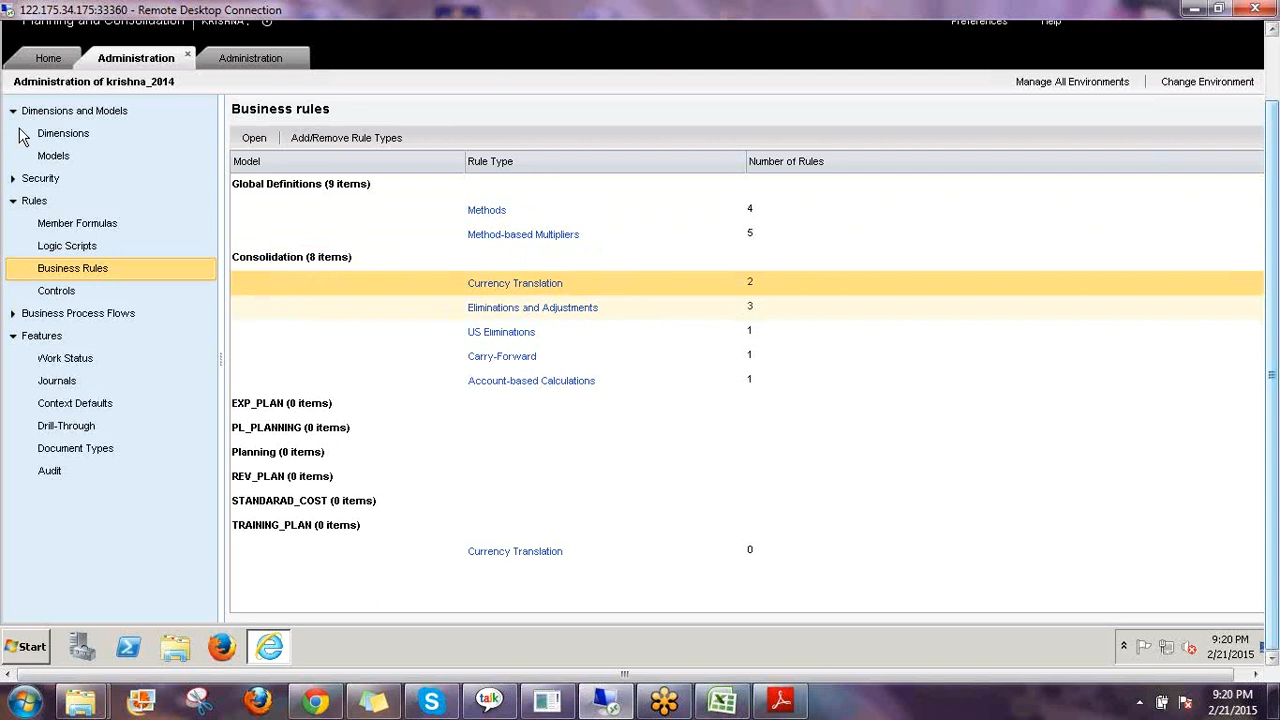 122.175.34.175:33360 - Remote Desktop Connection
Planning and Consolidation
KRISHNA
Preferences
Help
Home
Administration
Administration
Administration of krishna_2014
Manage All Environments
Change Environment
Dimensions and Models
Dimensions
Models
Security
Rules
Member Formulas
Logic Scripts
Business Rules
Controls
Business Process Flows
Features
Work Status
Journals
Context Defaults
Drill-Through
Document Types
Audit
Business rules
Open
Add/Remove Rule Types
Model Rule Type Number of Rules
Global Definitions (9 items)
Methods 4
Method-based Multipliers 5
Consolidation (8 items)
Currency Translation 2
Eliminations and Adjustments 3
US Eliminations 1
Carry-Forward 1
Account-based Calculations 1
EXP_PLAN (0 items)
PL_PLANNING (0 items)
Planning (0 items)
REV_PLAN (0 items)
STANDARAD_COST (0 items)
TRAINING_PLAN (0 items)
Currency Translation 0
Start
9:20 PM
2/21/2015
talk
9:20 PM
2/21/2015